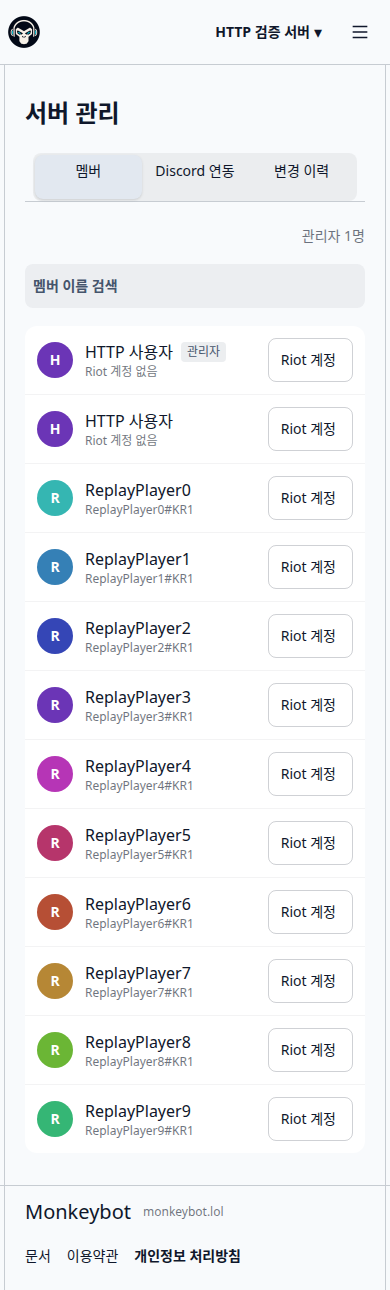 HTTP 검증 서버 ▾
서버 관리
멤버 Discord 연동 변경 이력
관리자 1명
멤버 이름 검색
H HTTP 사용자 관리자
Riot 계정 없음
Riot 계정
H HTTP 사용자
Riot 계정 없음
Riot 계정
R ReplayPlayer0
ReplayPlayer0#KR1
Riot 계정
R ReplayPlayer1
ReplayPlayer1#KR1
Riot 계정
R ReplayPlayer2
ReplayPlayer2#KR1
Riot 계정
R ReplayPlayer3
ReplayPlayer3#KR1
Riot 계정
R ReplayPlayer4
ReplayPlayer4#KR1
Riot 계정
R ReplayPlayer5
ReplayPlayer5#KR1
Riot 계정
R ReplayPlayer6
ReplayPlayer6#KR1
Riot 계정
R ReplayPlayer7
ReplayPlayer7#KR1
Riot 계정
R ReplayPlayer8
ReplayPlayer8#KR1
Riot 계정
R ReplayPlayer9
ReplayPlayer9#KR1
Riot 계정
Monkeybot monkeybot.lol
문서 이용약관 개인정보 처리방침